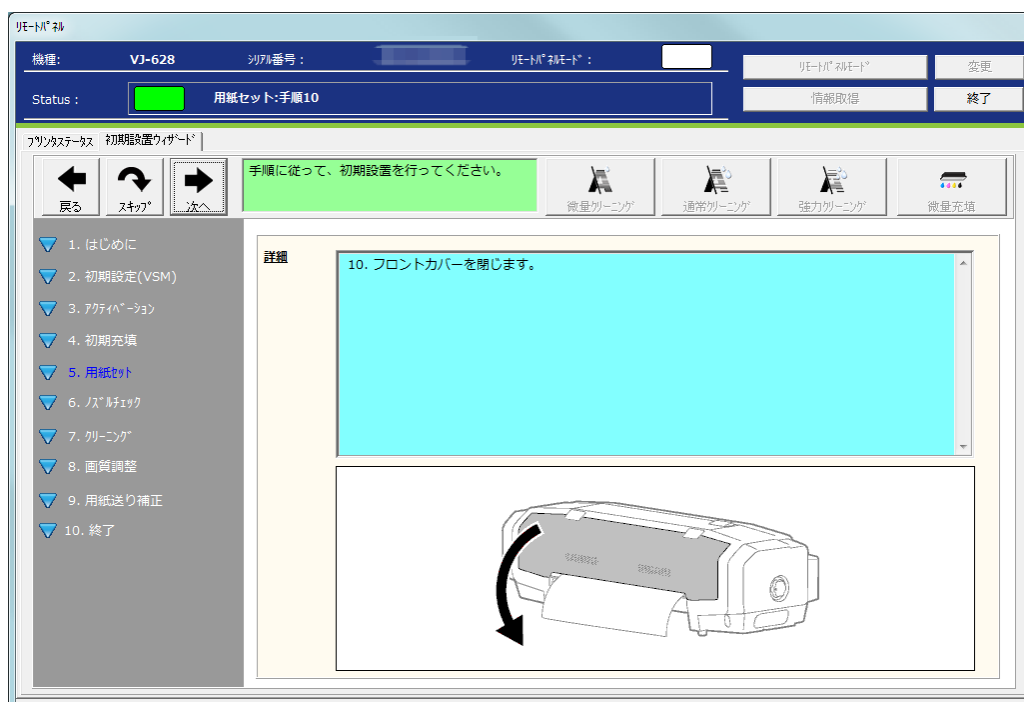 ﾘﾓｰﾄﾊﾟﾈﾙ
機種: VJ-628 ｼﾘｱﾙ番号： ﾘﾓｰﾄﾊﾟﾈﾙﾓｰﾄﾞ：
ﾘﾓｰﾄﾊﾟﾈﾙﾓｰﾄﾞ 変更
Status： 用紙セット:手順10
情報取得 終了
ﾌﾟﾘﾝﾀｽﾃｰﾀｽ 初期設置ｳｨｻﾞｰﾄﾞ
戻る ｽｷｯﾌﾟ 次へ
手順に従って、初期設置を行ってください。
微量ｸﾘｰﾆﾝｸﾞ 通常ｸﾘｰﾆﾝｸﾞ 強力ｸﾘｰﾆﾝｸﾞ 微量充填
1. はじめに
2. 初期設定(VSM)
3. ｱｸﾃｨﾍﾞｰｼｮﾝ
4. 初期充填
5. 用紙ｾｯﾄ
6. ﾉｽﾞﾙﾁｪｯｸ
7. ｸﾘｰﾆﾝｸﾞ
8. 画質調整
9. 用紙送り補正
10. 終了
詳細
10. フロントカバーを閉じます。